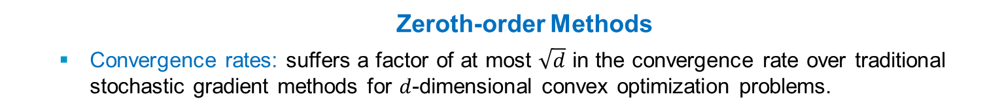 Zeroth-order Methods
▪ Convergence rates: suffers a factor of at most √d in the convergence rate over traditional
stochastic gradient methods for d-dimensional convex optimization problems.